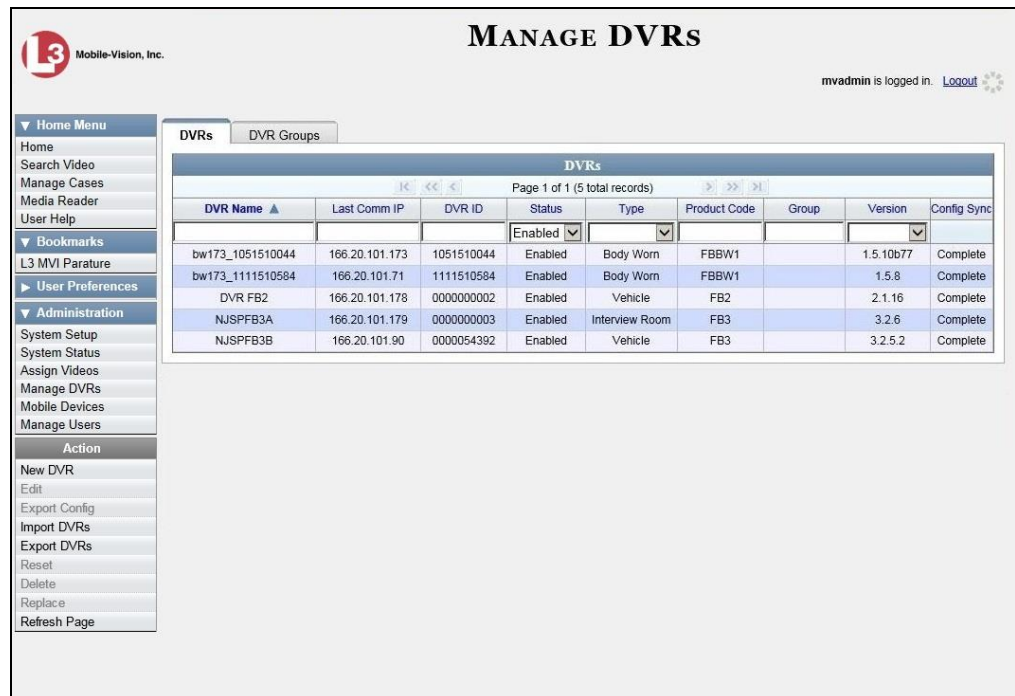 L3 Mobile-Vision, Inc.
MANAGE DVRs
mvadmin is logged in. Logout
▼ Home Menu
Home
Search Video
Manage Cases
Media Reader
User Help
▼ Bookmarks
L3 MVI Parature
▶ User Preferences
▼ Administration
System Setup
System Status
Assign Videos
Manage DVRs
Mobile Devices
Manage Users
Action
New DVR
Edit
Export Config
Import DVRs
Export DVRs
Reset
Delete
Replace
Refresh Page
DVRs DVR Groups
DVRs
|< << < Page 1 of 1 (5 total records) > >> >|
DVR Name ▲ Last Comm IP DVR ID Status Type Product Code Group Version Config Sync
Enabled
bw173_1051510044 166.20.101.173 1051510044 Enabled Body Worn FBBW1 1.5.10b77 Complete
bw173_1111510584 166.20.101.71 1111510584 Enabled Body Worn FBBW1 1.5.8 Complete
DVR FB2 166.20.101.178 0000000002 Enabled Vehicle FB2 2.1.16 Complete
NJSPFB3A 166.20.101.179 0000000003 Enabled Interview Room FB3 3.2.6 Complete
NJSPFB3B 166.20.101.90 0000054392 Enabled Vehicle FB3 3.2.5.2 Complete